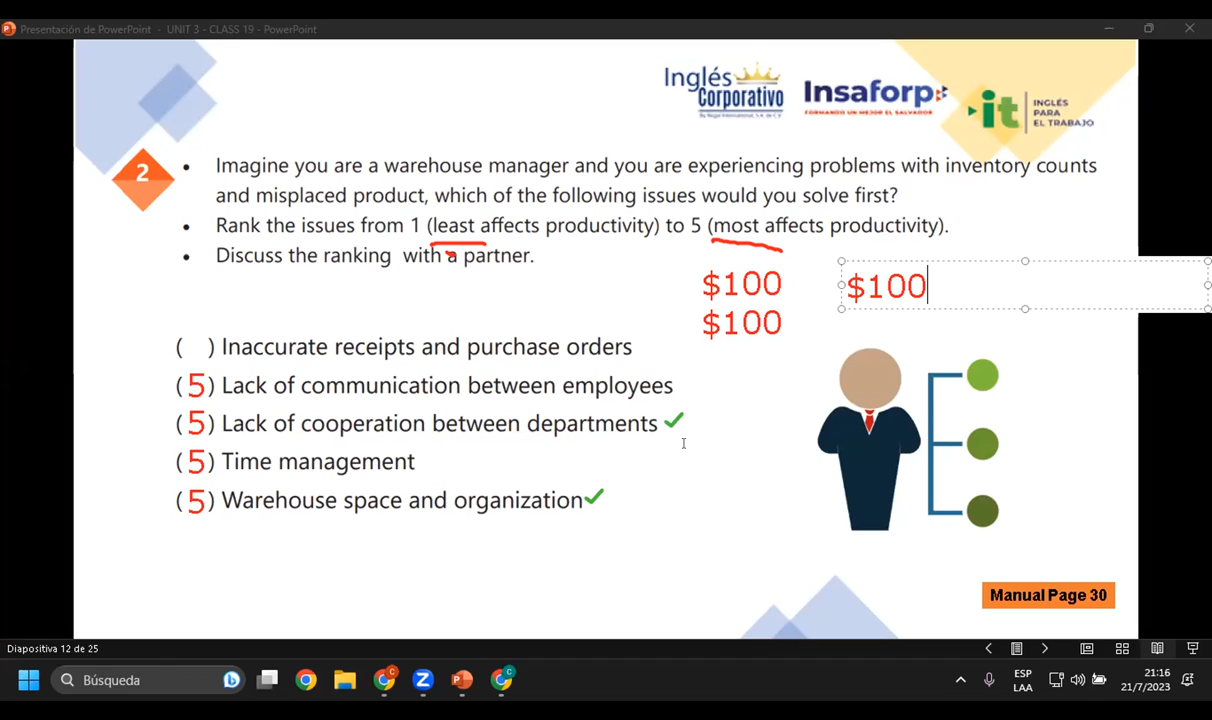 Presentación de PowerPoint - UNIT 3 - CLASS 19 - PowerPoint
Inglés
Corporativo
Insaforp
FORMANDO UN MEJOR EL SALVADOR
it
INGLÉS
PARA
EL TRABAJO
2
• Imagine you are a warehouse manager and you are experiencing problems with inventory counts
and misplaced product, which of the following issues would you solve first?
• Rank the issues from 1 (least affects productivity) to 5 (most affects productivity).
• Discuss the ranking with a partner.
$100 $100
$100
( ) Inaccurate receipts and purchase orders
(5) Lack of communication between employees
(5) Lack of cooperation between departments ✓
(5) Time management
(5) Warehouse space and organization ✓
Manual Page 30
Diapositiva 12 de 25
Búsqueda
ESP
LAA
21:16
21/7/2023